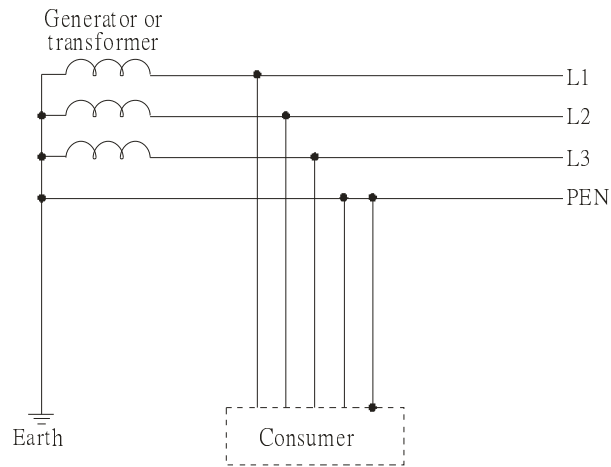 Generator or
transformer
L1
L2
L3
PEN
Earth
Consumer